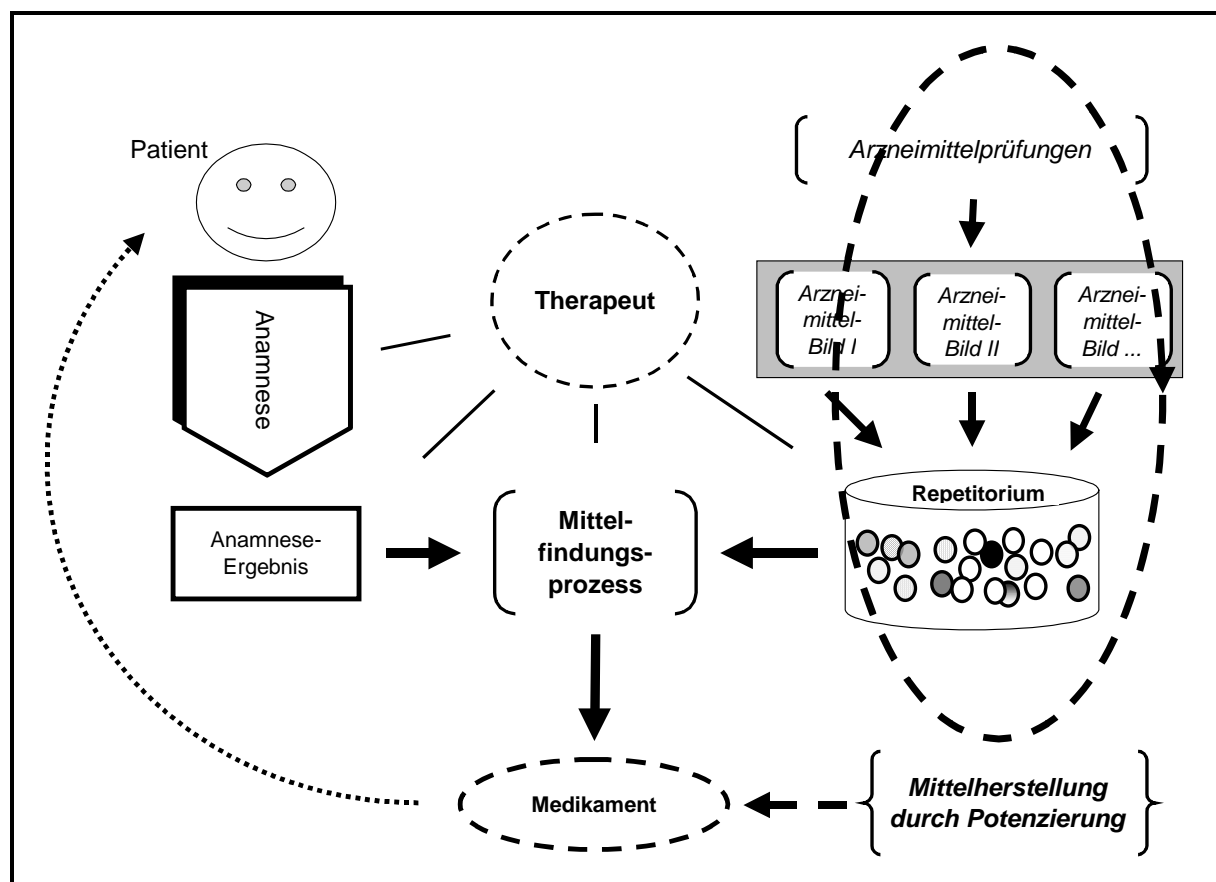 Patient
Arzneimittelprüfungen
Therapeut
Anamnese
Arznei-
mittel-
Bild I
Arznei-
mittel-
Bild II
Arznei-
mittel-
Bild ...
Repetitorium
Anamnese-
Ergebnis
Mittel-
findungs-
prozess
Medikament
Mittelherstellung
durch Potenzierung